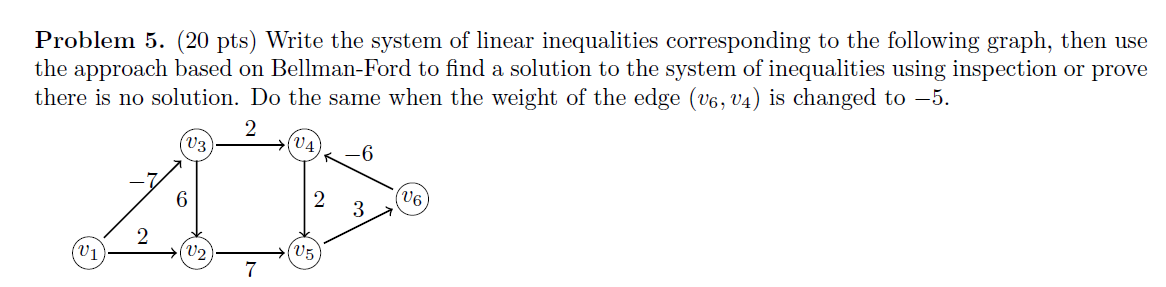 Problem 5. (20 pts) Write the system of linear inequalities corresponding to the following graph, then use
the approach based on Bellman-Ford to find a solution to the system of inequalities using inspection or prove
there is no solution. Do the same when the weight of the edge (v6, v4) is changed to −5.
2
v3
v4
−6
−7
6
2
3
v6
2
v1
v2
v5
7